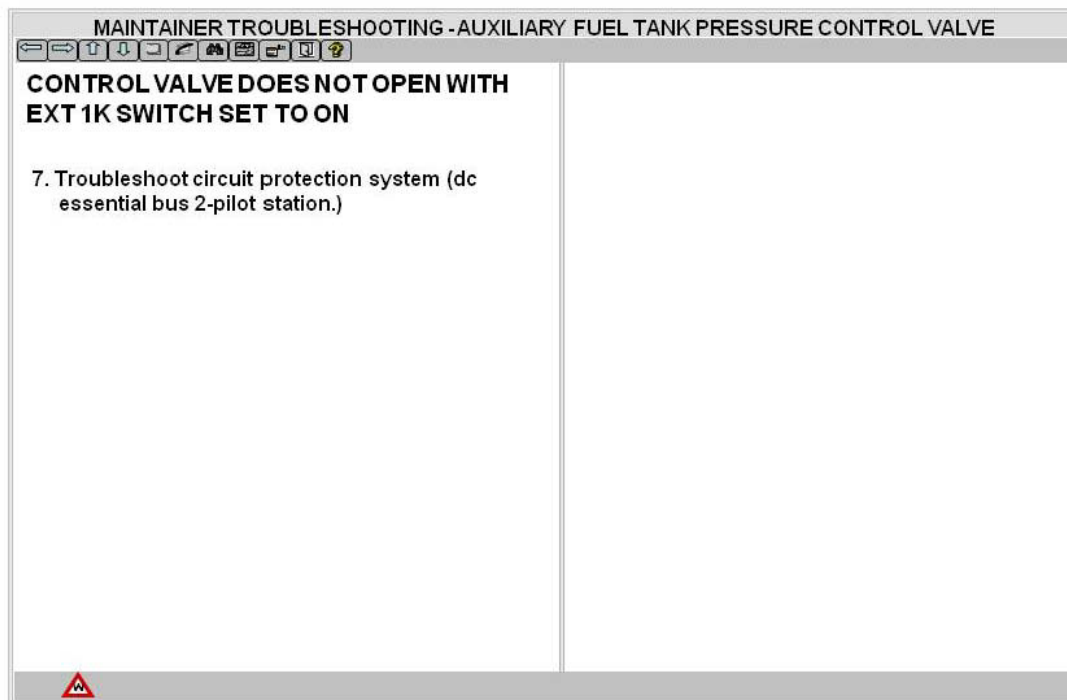 MAINTAINER TROUBLESHOOTING - AUXILIARY FUEL TANK PRESSURE CONTROL VALVE
CONTROL VALVE DOES NOT OPEN WITH
EXT 1K SWITCH SET TO ON
7. Troubleshoot circuit protection system (dc
essential bus 2-pilot station.)
W